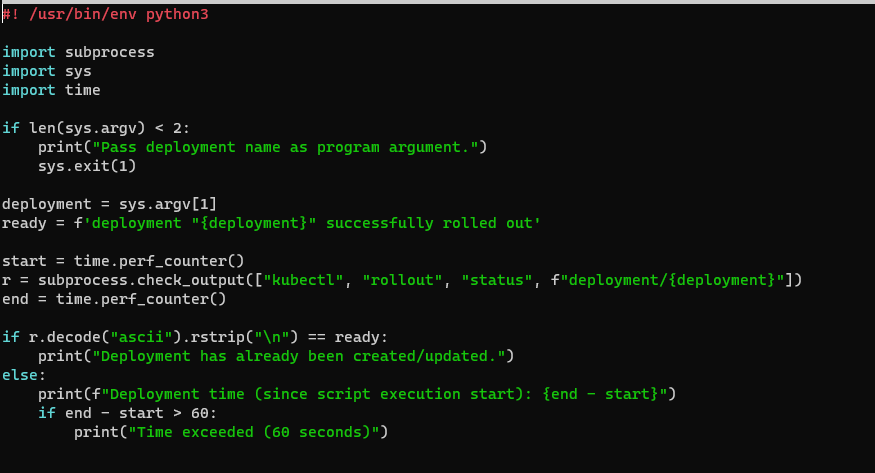 #! /usr/bin/env python3

import subprocess
import sys
import time

if len(sys.argv) < 2:
    print("Pass deployment name as program argument.")
    sys.exit(1)

deployment = sys.argv[1]
ready = f'deployment "{deployment}" successfully rolled out'

start = time.perf_counter()
r = subprocess.check_output(["kubectl", "rollout", "status", f"deployment/{deployment}"])
end = time.perf_counter()

if r.decode("ascii").rstrip("\n") == ready:
    print("Deployment has already been created/updated.")
else:
    print(f"Deployment time (since script execution start): {end - start}")
    if end - start > 60:
        print("Time exceeded (60 seconds)")